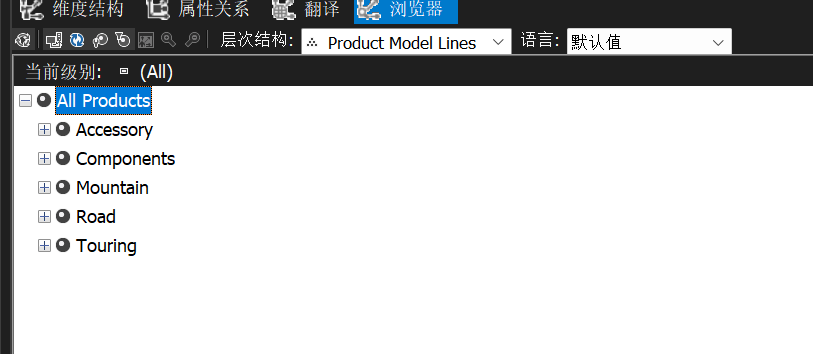 维度结构 属性关系 翻译 浏览器
层次结构: Product Model Lines 语言: 默认值
当前级别: (All)
All Products
Accessory
Components
Mountain
Road
Touring